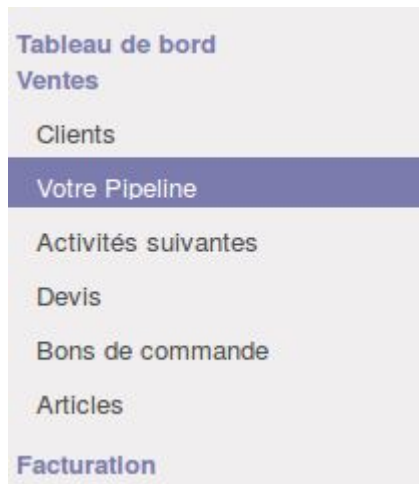 Tableau de bord
Ventes
Clients
Votre Pipeline
Activités suivantes
Devis
Bons de commande
Articles
Facturation